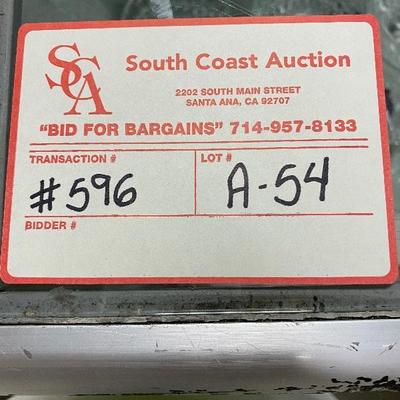 SCA
South Coast Auction
2202 SOUTH MAIN STREET
SANTA ANA, CA 92707
"BID FOR BARGAINS" 714-957-8133
TRANSACTION # LOT #
#596 A-54
BIDDER #